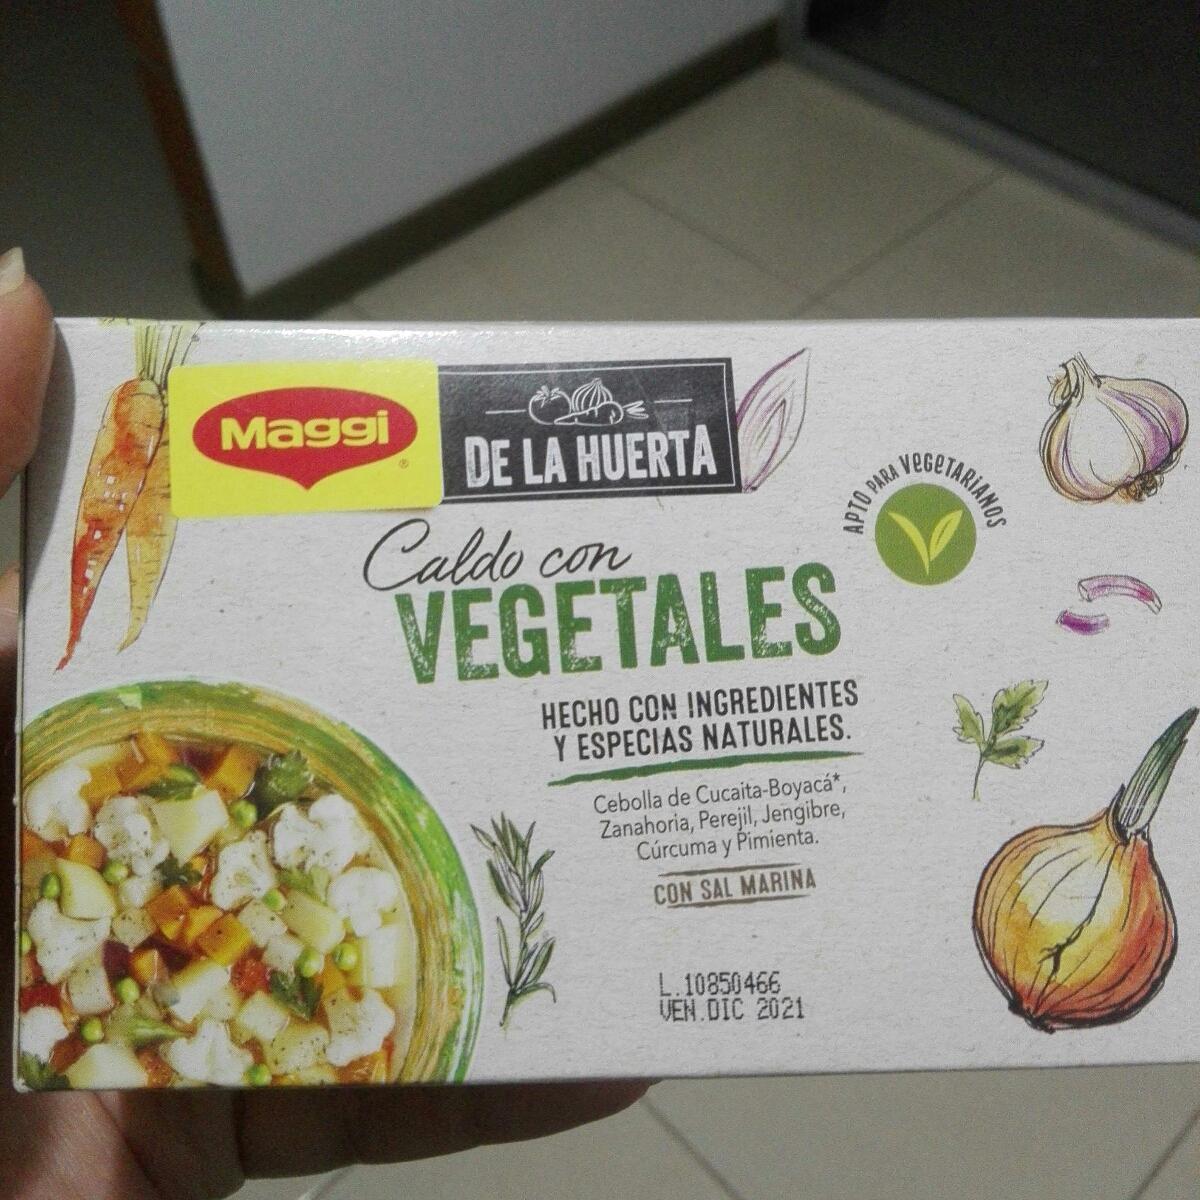 Maggi
DE LA HUERTA
APTO PARA VEGETARIANOS
Caldo con
VEGETALES
HECHO CON INGREDIENTES
Y ESPECIAS NATURALES.
Cebolla de Cucaita-Boyacá*,
Zanahoria, Perejil, Jengibre,
Cúrcuma y Pimienta.
CON SAL MARINA
L.10850466
VEN.DIC 2021